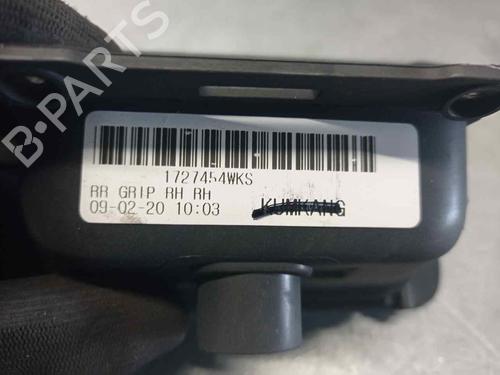 B-PARTS
1727454WKS
RR GRIP RH RH
09-02-20 10:03 KUMKANG